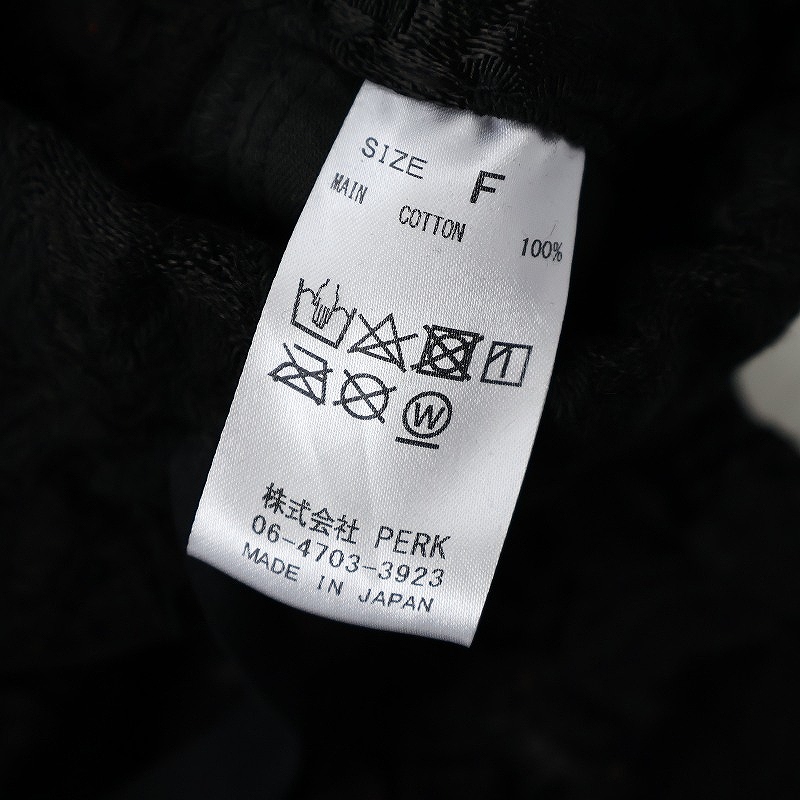 SIZE F
MAIN
COTTON 100%
W
株式会社 PERK
06-4703-3923
MADE IN JAPAN